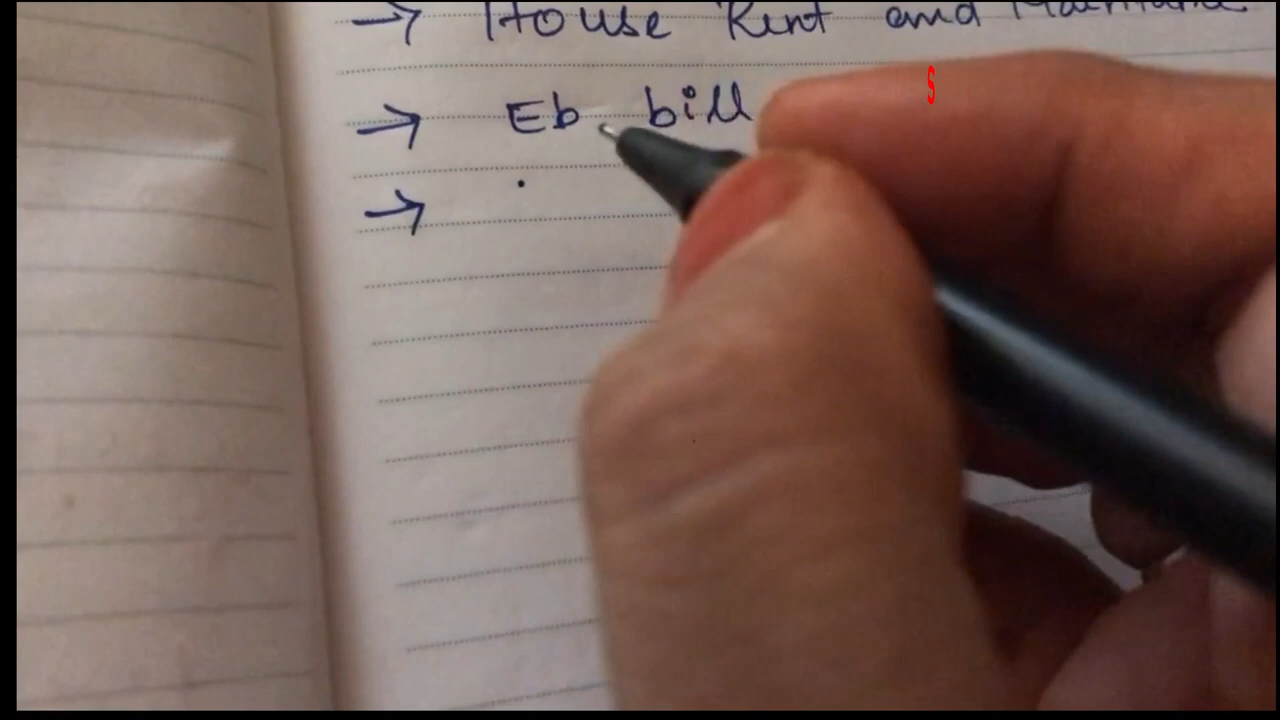 → House Rent and
→ Eb bill
→
S